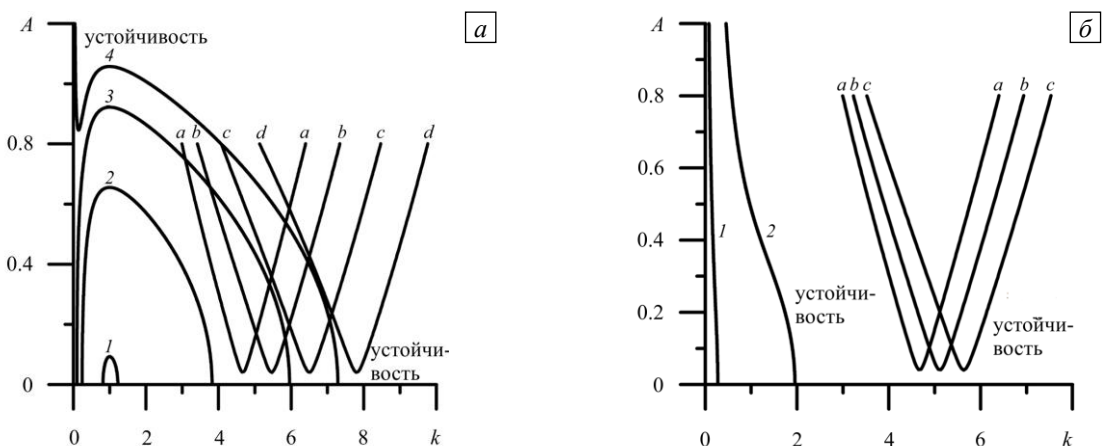 A
устойчивость
а
4
3
a b c d a b c d
0.8
2
0.4
устойчи-
вость
1
0
0 2 4 6 8 k
A
б
a b c a b c
0.8
0.6
0.4
1 2
устойчи-
вость
0.2
устойчи-
вость
0
0 2 4 6 k